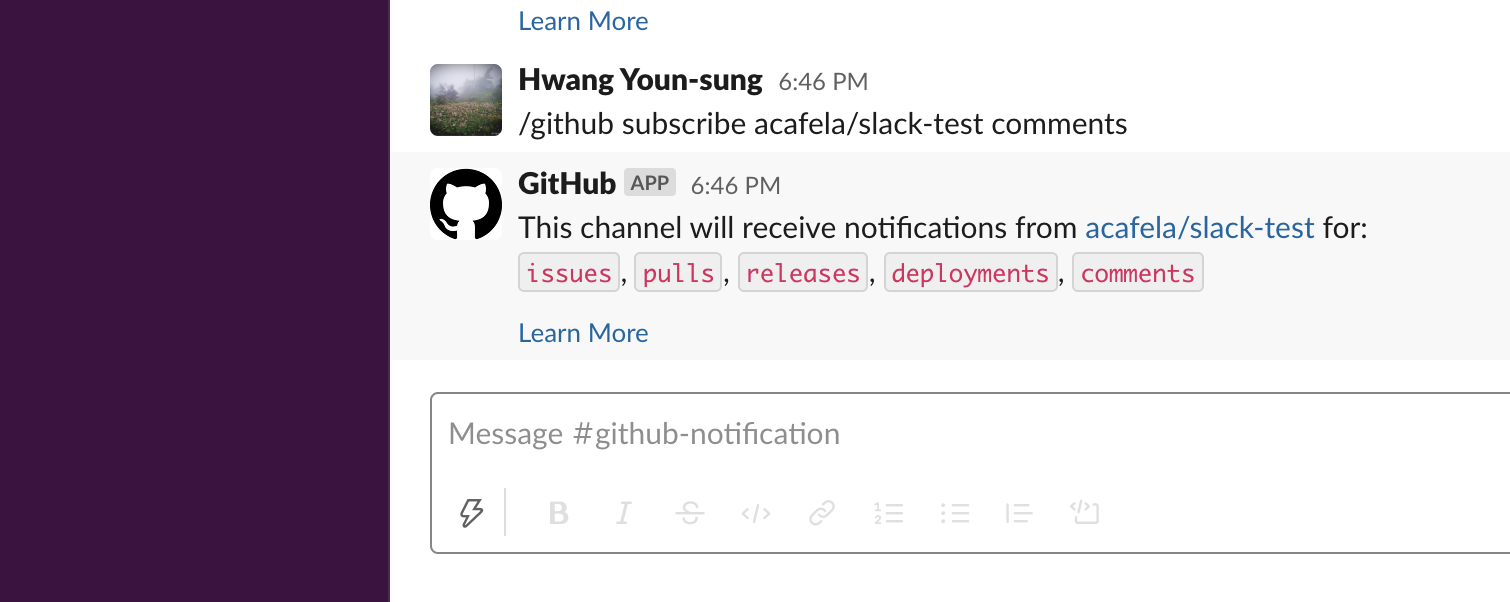 Learn More
Hwang Youn-sung 6:46 PM
/github subscribe acafela/slack-test comments
GitHub APP 6:46 PM
This channel will receive notifications from acafela/slack-test for:
issues, pulls, releases, deployments, comments
Learn More
Message #github-notification